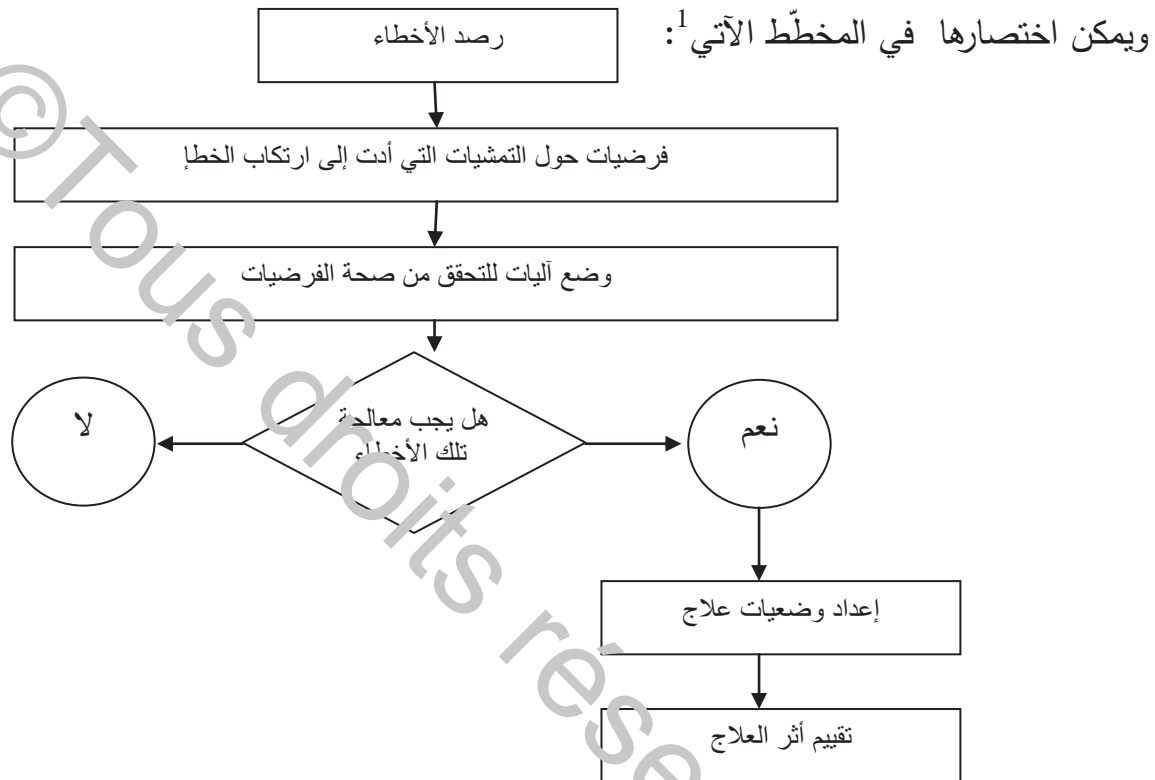 ويمكن اختصارها في المخطّط الآتي1:
رصد الأخطاء
فرضيات حول التمشيات التي أدت إلى ارتكاب الخطإ
وضع آليات للتحقق من صحة الفرضيات
هل يجب معالجة
تلك الأخطاء
نعم
لا
إعداد وضعيات علاج
تقييم أثر العلاج
©Tous droits rése